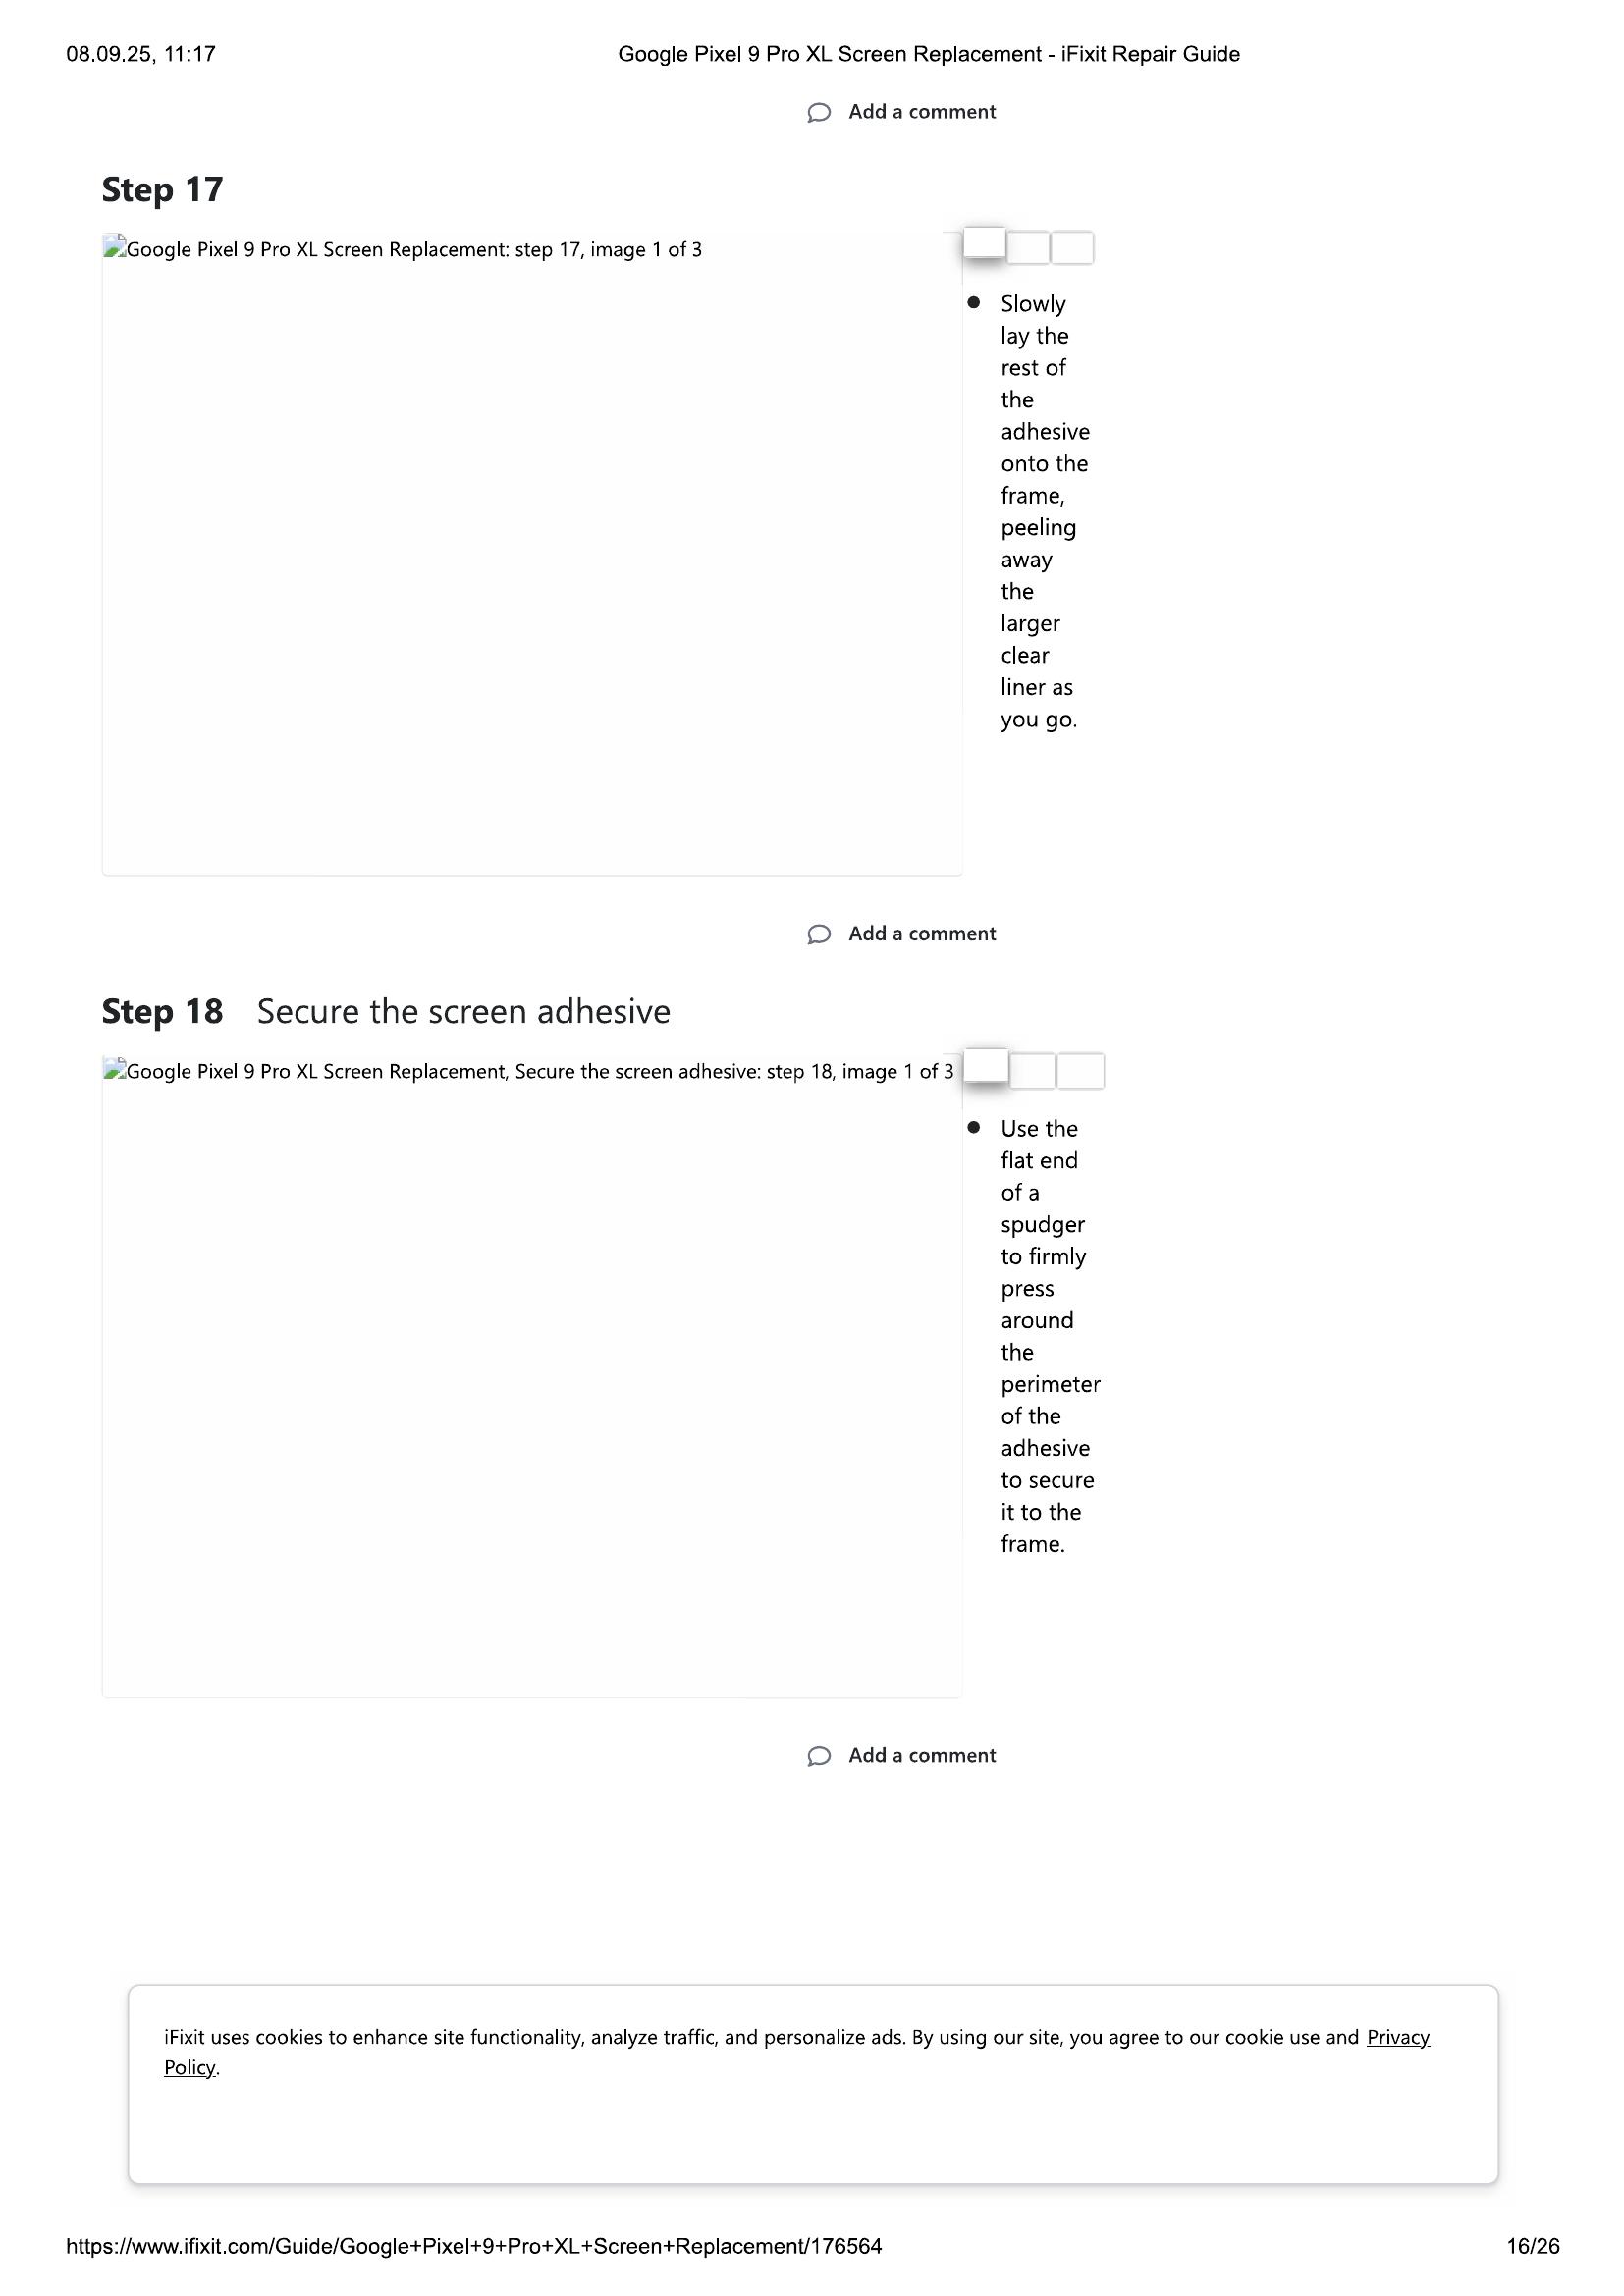 08.09.25, 11:17
Google Pixel 9 Pro XL Screen Replacement - iFixit Repair Guide
Add a comment
Step 17
Google Pixel 9 Pro XL Screen Replacement: step 17, image 1 of 3
Slowly
lay the
rest of
the
adhesive
onto the
frame,
peeling
away
the
larger
clear
liner as
you go.
Add a comment
Step 18 Secure the screen adhesive
Google Pixel 9 Pro XL Screen Replacement, Secure the screen adhesive: step 18, image 1 of 3
Use the
flat end
of a
spudger
to firmly
press
around
the
perimeter
of the
adhesive
to secure
it to the
frame.
Add a comment
iFixit uses cookies to enhance site functionality, analyze traffic, and personalize ads. By using our site, you agree to our cookie use and Privacy
Policy.
https://www.ifixit.com/Guide/Google+Pixel+9+Pro+XL+Screen+Replacement/176564
16/26